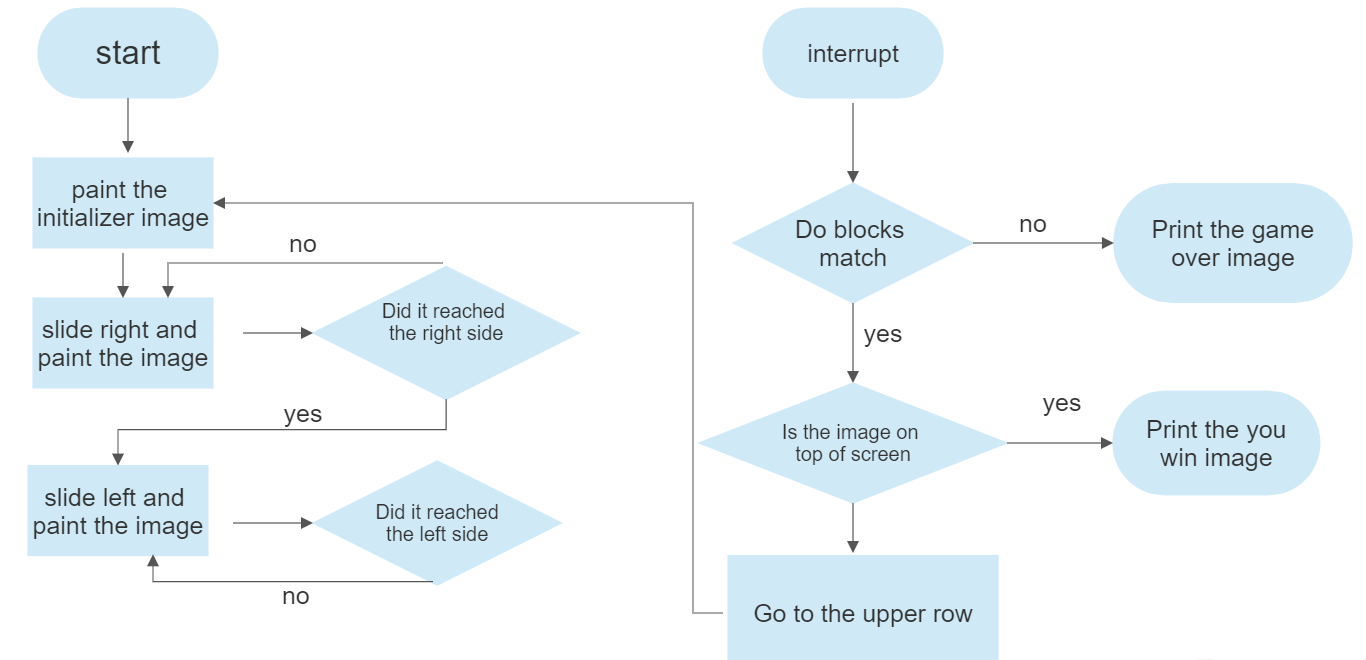 start
paint the
initializer image
no
slide right and
paint the image
Did it reached
the right side
yes
slide left and
paint the image
Did it reached
the left side
no
interrupt
Do blocks
match
no
Print the game
over image
yes
Is the image on
top of screen
yes
Print the you
win image
Go to the upper row